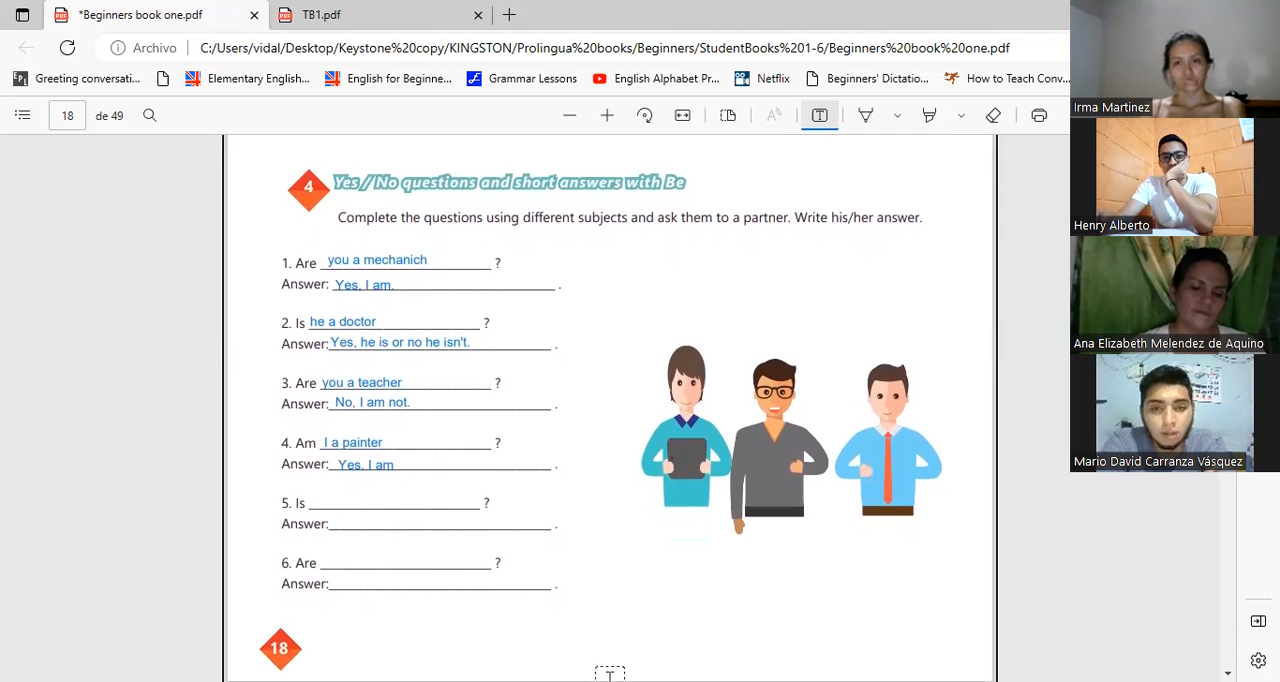 *Beginners book one.pdf
TB1.pdf
Archivo
C:/Users/vidal/Desktop/Keystone%20copy/KINGSTON/Prolingua%20books/Beginners/StudentBooks%201-6/Beginners%20book%20one.pdf
Greeting conversati...
Elementary English...
English for Beginne...
Grammar Lessons
English Alphabet Pr...
Netflix
Beginners' Dictatio...
How to Teach Conv...
18 de 49
4 Yes / No questions and short answers with Be
Complete the questions using different subjects and ask them to a partner. Write his/her answer.
1. Are you a mechanich ?
Answer: Yes, I am. .
2. Is he a doctor ?
Answer: Yes, he is or no he isn't. .
3. Are you a teacher ?
Answer: No, I am not. .
4. Am I a painter ?
Answer: Yes, I am .
5. Is ?
Answer: .
6. Are ?
Answer: .
18
Irma Martinez
Henry Alberto
Ana Elizabeth Melendez de Aquino
Mario David Carranza Vásquez